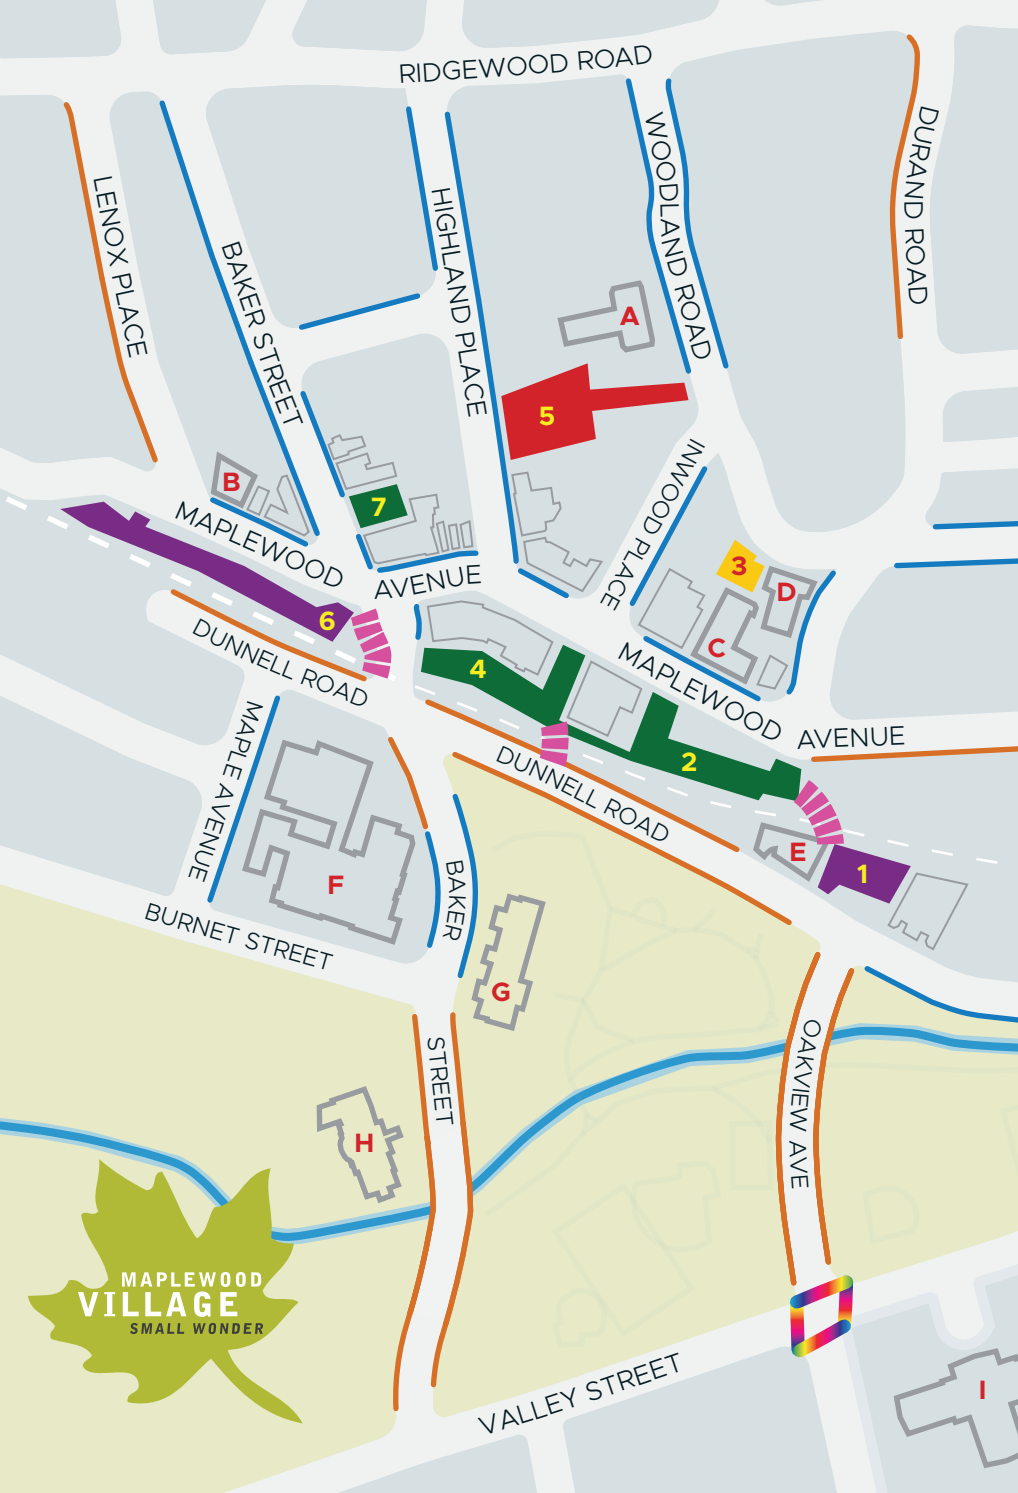 RIDGEWOOD ROAD
LENOX PLACE
BAKER STREET
HIGHLAND PLACE
WOODLAND ROAD
DURAND ROAD
A
5
B
7
INWOOD PLACE
MAPLEWOOD
AVENUE
3
D
6
C
DUNNELL ROAD
4
MAPLEWOOD
AVENUE
2
MAPLE AVENUE
DUNNELL ROAD
E
1
F
BAKER
BURNET STREET
G
STREET
OAKVIEW AVE
H
MAPLEWOOD
VILLAGE
SMALL WONDER
VALLEY STREET
I